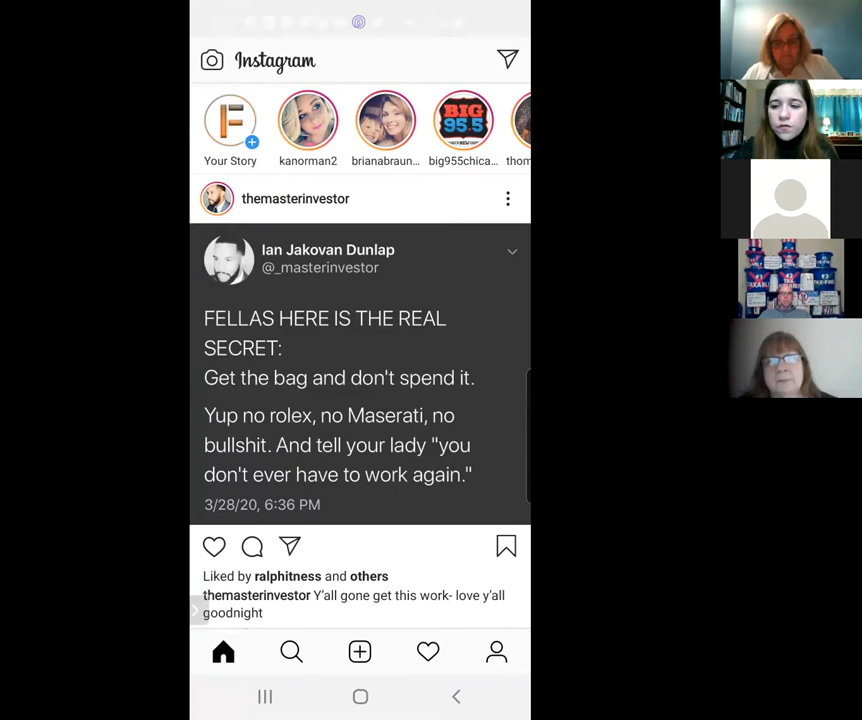 Instagram
BIG
95.5
Your Story
kanorman2
brianabraun...
big955chica...
thom
themasterinvestor
Ian Jakovan Dunlap
@_masterinvestor
FELLAS HERE IS THE REAL
SECRET:
Get the bag and don't spend it.
Yup no rolex, no Maserati, no
bullshit. And tell your lady "you
don't ever have to work again."
3/28/20, 6:36 PM
Liked by ralphitness and others
themasterinvestor Y'all gone get this work- love y'all
goodnight